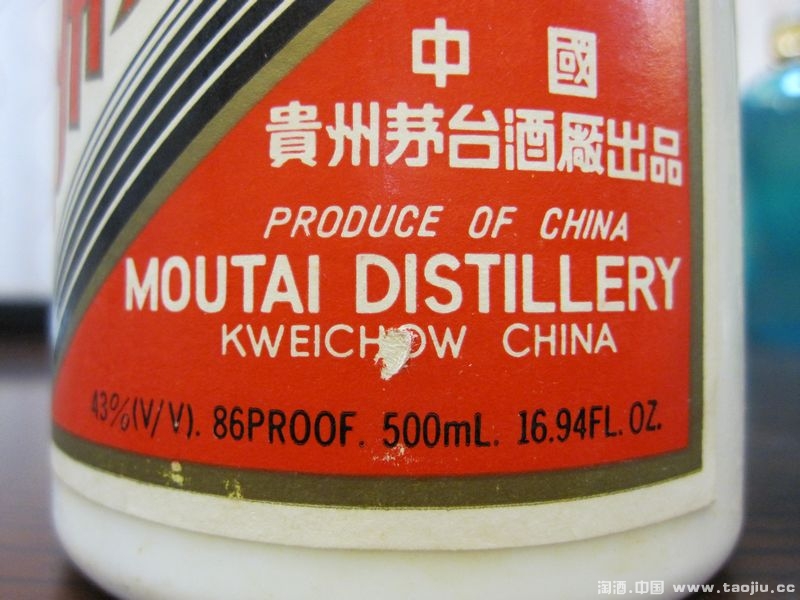 中國
貴州茅台酒廠出品
PRODUCE OF CHINA
MOUTAI DISTILLERY
KWEICHOW CHINA
43%(V/V). 86PROOF. 500mL. 16.94FL. OZ.
淘酒.中国 www.taojiu.cc